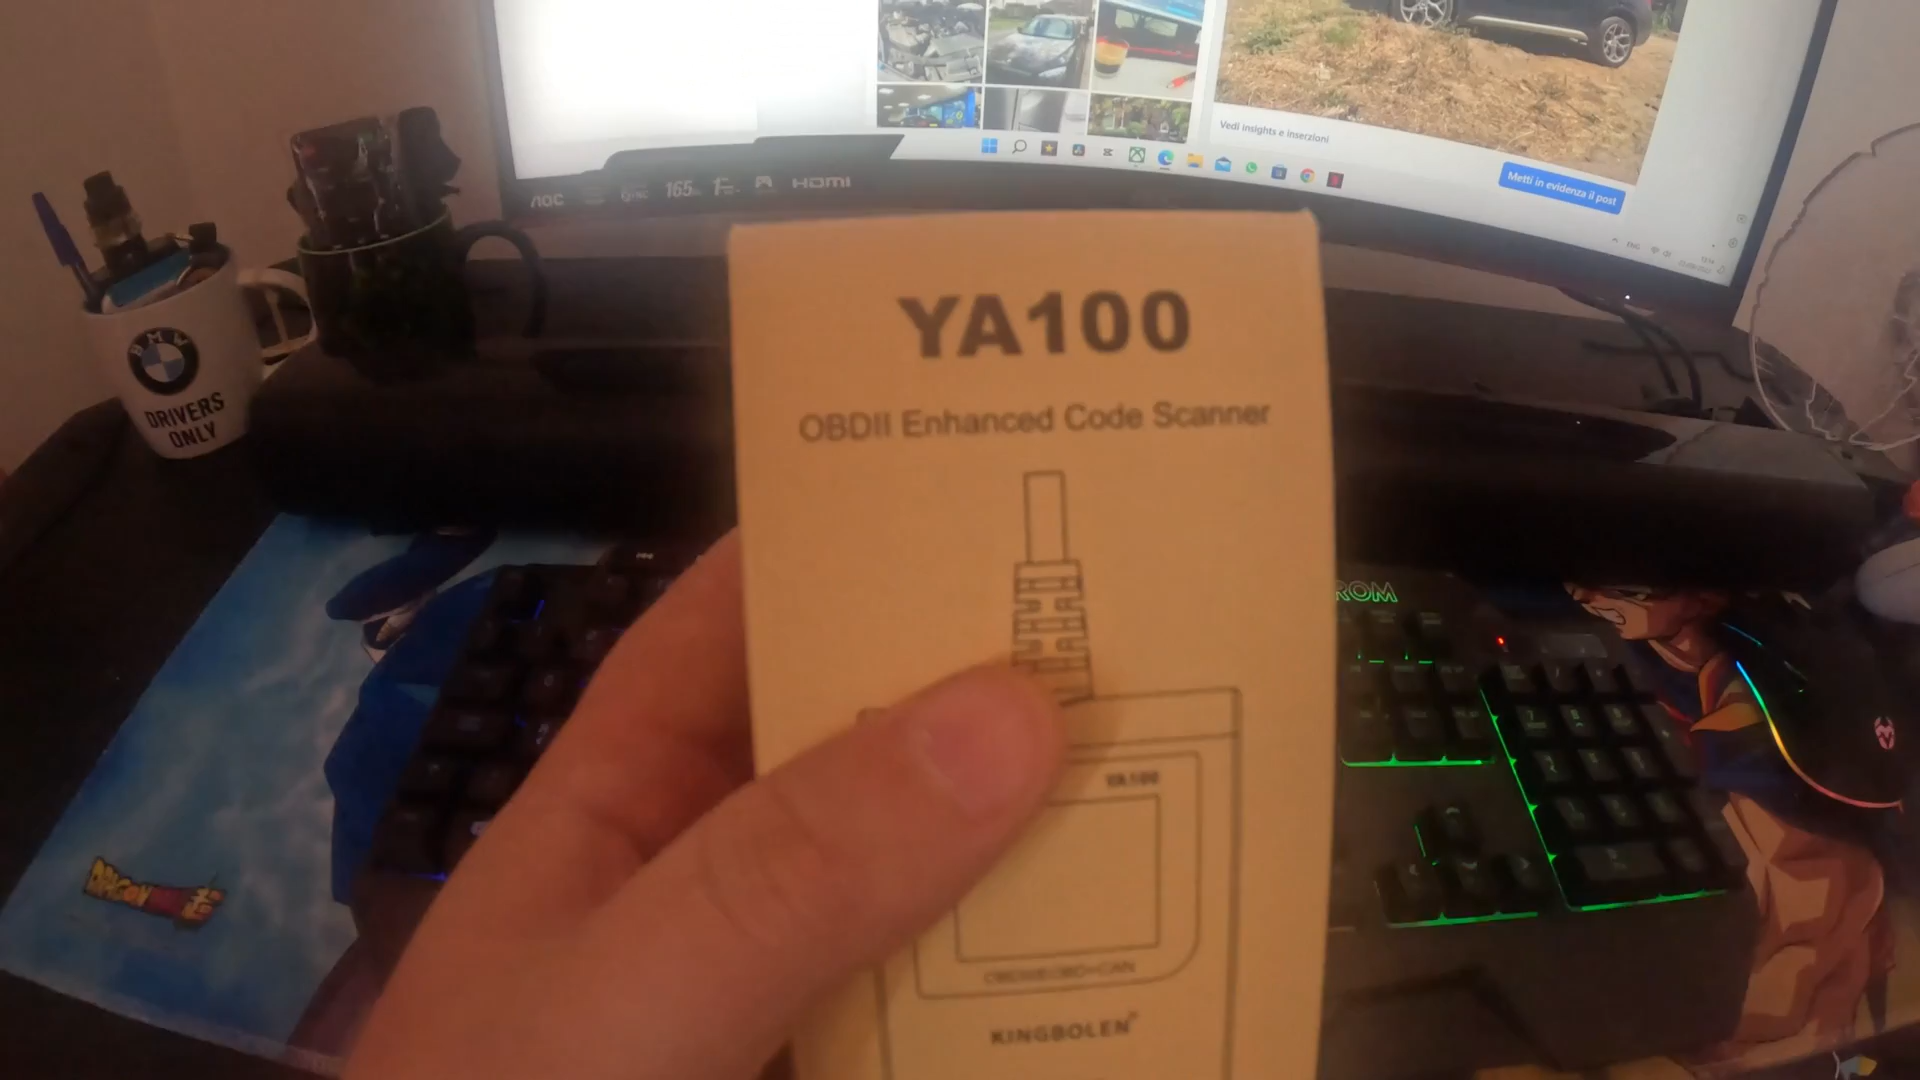 Vedi insights e inserzioni
Metti in evidenza il post
AOC
165
HDMI
BMW
DRIVERS
ONLY
YA100
OBDII Enhanced Code Scanner
YA100
KINGBOLEN
ROM
DRAGON